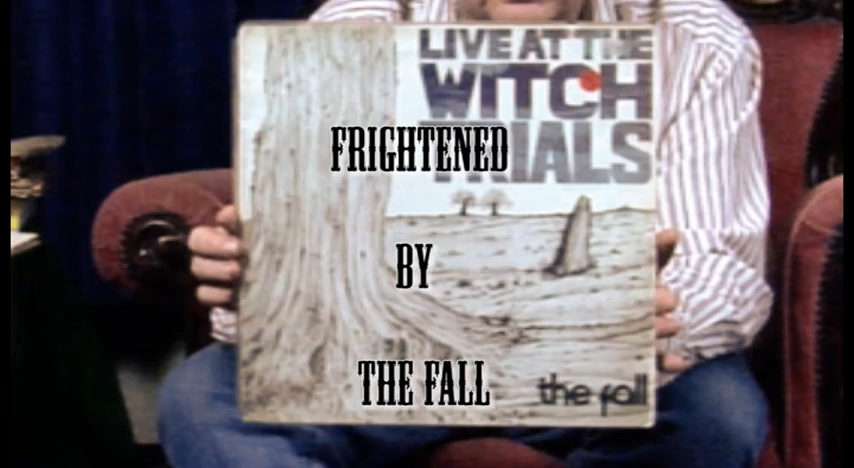 LIVE AT THE
WITCH
TRIALS
FRIGHTENED
BY
THE FALL
the fall